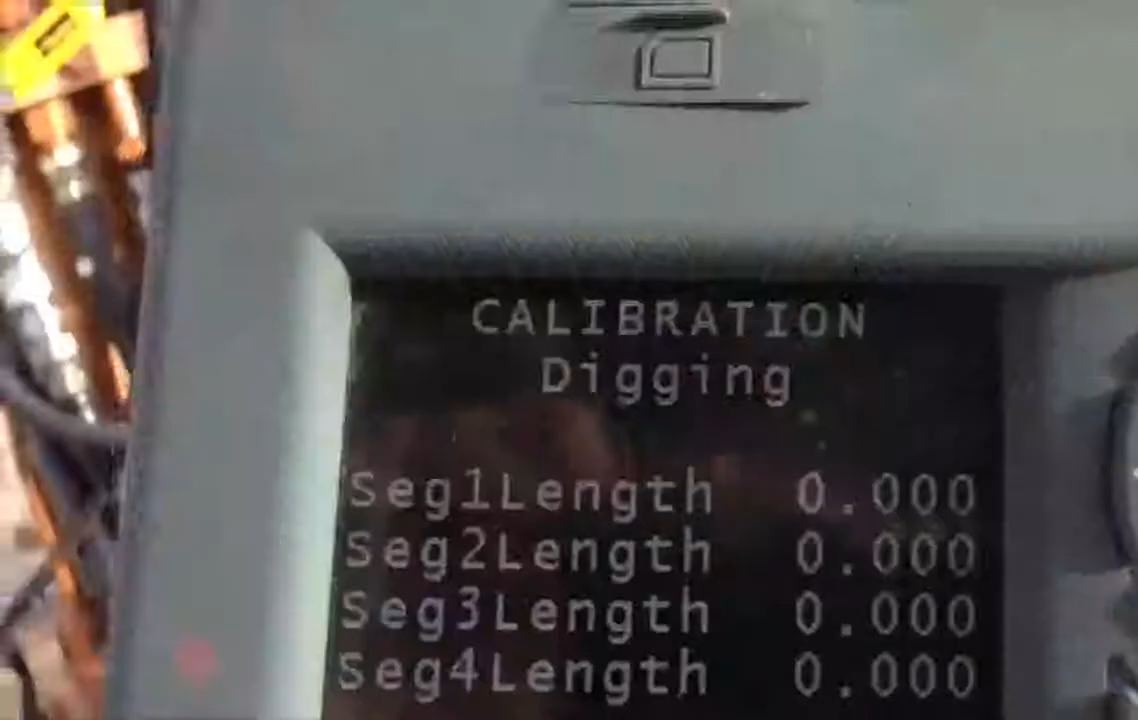 CALIBRATION
Digging
Seg1Length 0.000
Seg2Length 0.000
Seg3Length 0.000
Seg4Length 0.000